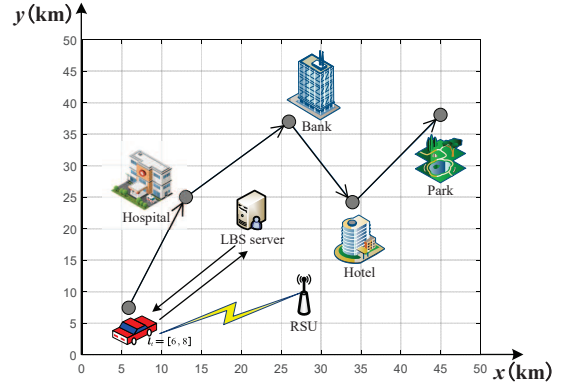 y(km)
50
45
40
35
30
25
20
15
10
5
0
Bank
Park
Hospital
LBS server
Hotel
RSU
l_t = [6, 8]
0 5 10 15 20 25 30 35 40 45 50
x(km)